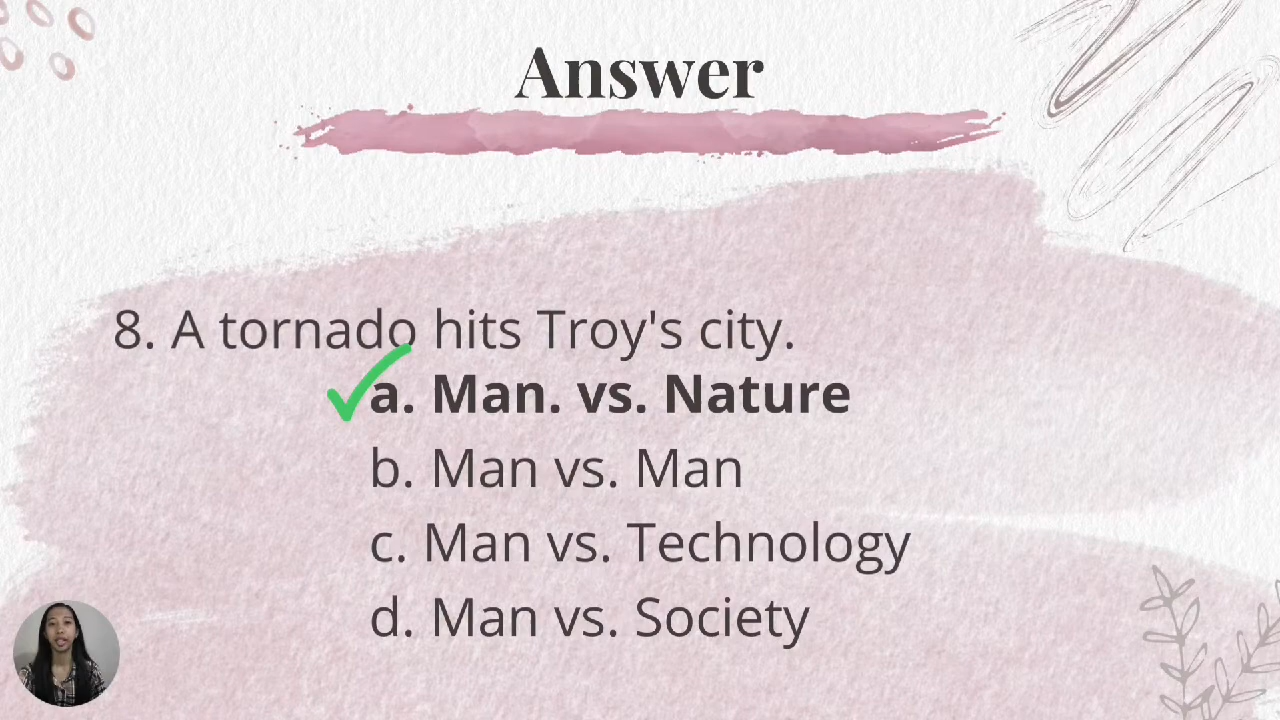 Answer
8. A tornado hits Troy's city.
a. Man. vs. Nature
b. Man vs. Man
c. Man vs. Technology
d. Man vs. Society